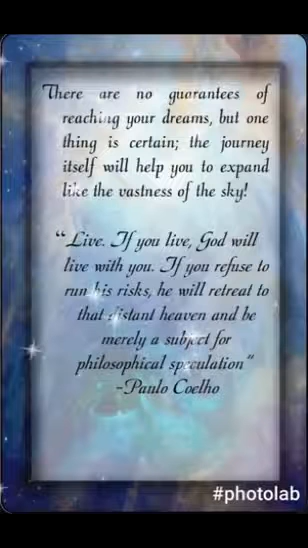 There are no guarantees of
reaching your dreams, but one
thing is certain; the journey
itself will help you to expand
like the vastness of the sky!
“Live. If you live, God will
live with you. If you refuse to
run his risks, he will retreat to
that distant heaven and be
merely a subject for
philosophical speculation”
-Paulo Coelho
#photolab